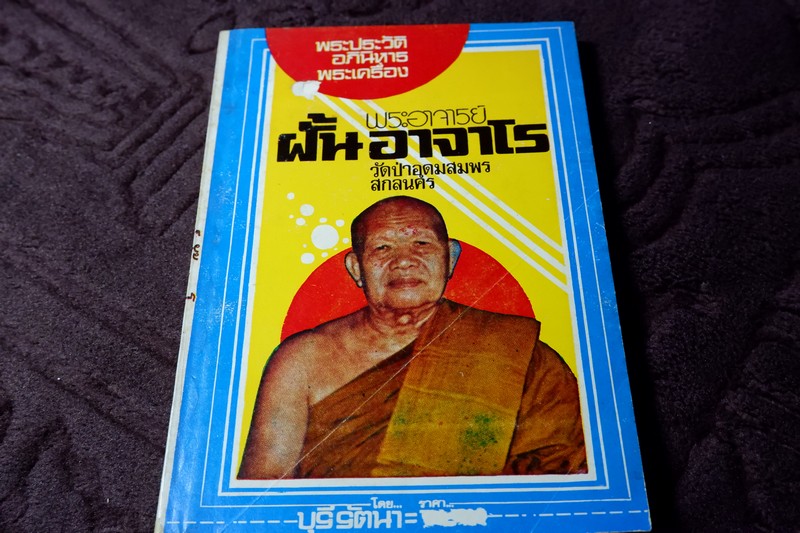 พระประวัติ
อภินิหาร
พระเครื่อง
พระอาจารย์
ฝั้น อาจาโร
วัดป่าอุดมสมพร
สกลนคร
โดย... ราคา...
บุรีรัตนา=